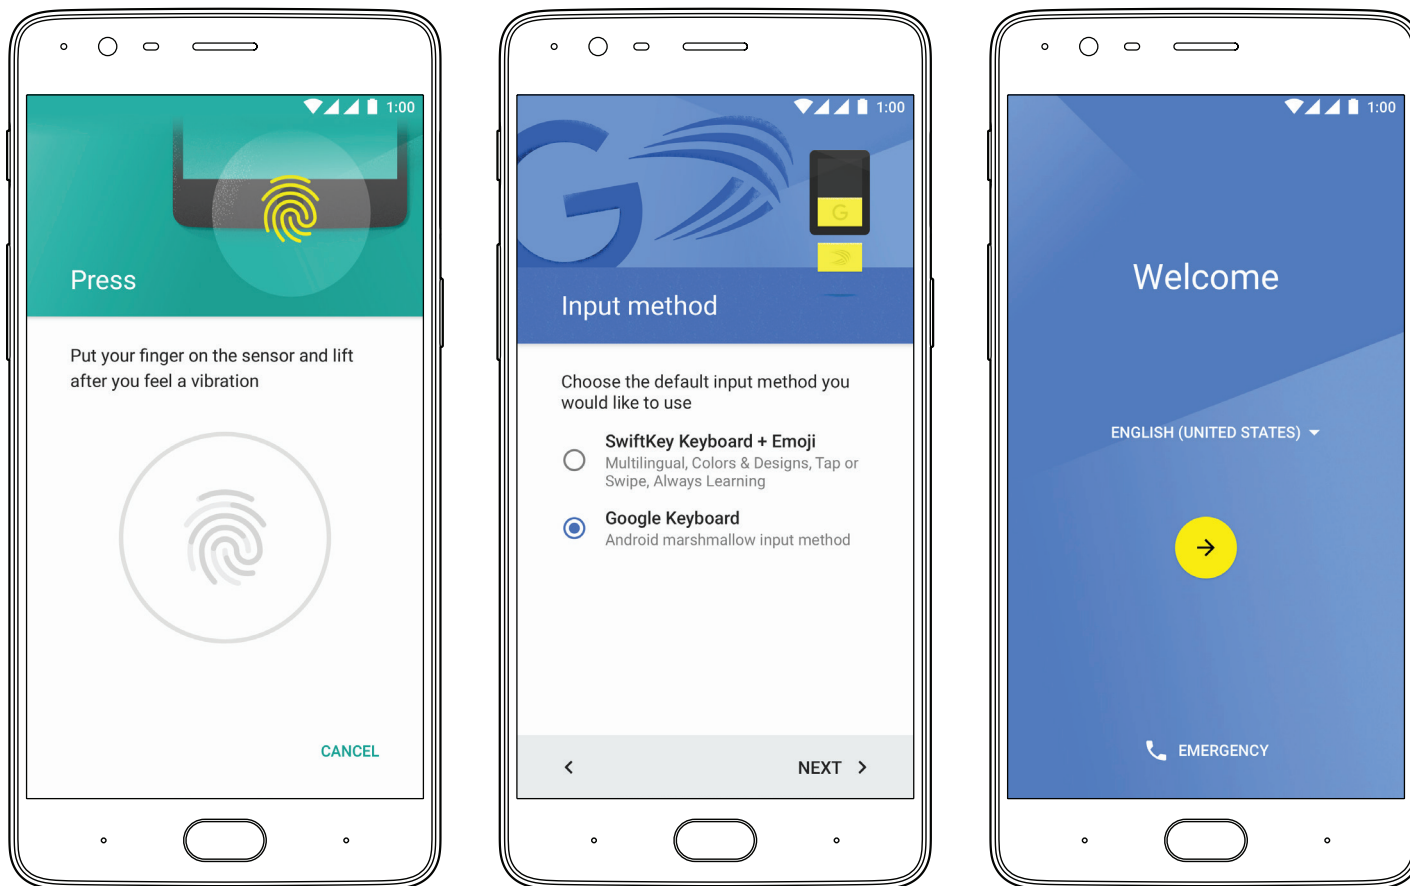 1:00
Press
Put your finger on the sensor and lift
after you feel a vibration
CANCEL
1:00
G
G
Input method
Choose the default input method you
would like to use
SwiftKey Keyboard + Emoji
Multilingual, Colors & Designs, Tap or
Swipe, Always Learning
Google Keyboard
Android marshmallow input method
NEXT
1:00
Welcome
ENGLISH (UNITED STATES)
EMERGENCY